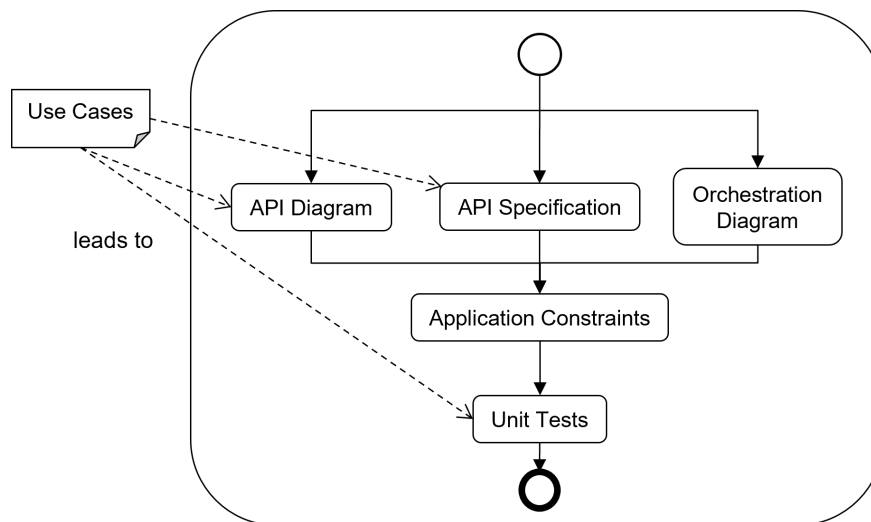 Use Cases
API Diagram
API Specification
Orchestration
Diagram
leads to
Application Constraints
Unit Tests